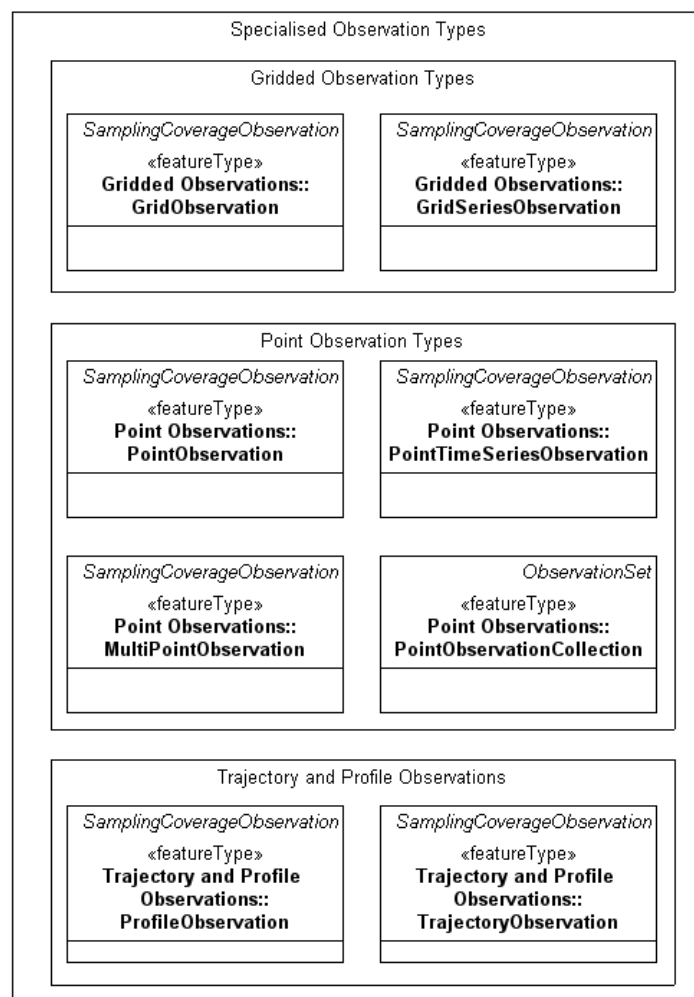 Specialised Observation Types
Gridded Observation Types
SamplingCoverageObservation
«featureType»
Gridded Observations::
GridObservation
SamplingCoverageObservation
«featureType»
Gridded Observations::
GridSeriesObservation
Point Observation Types
SamplingCoverageObservation
«featureType»
Point Observations::
PointObservation
SamplingCoverageObservation
«featureType»
Point Observations::
PointTimeSeriesObservation
SamplingCoverageObservation
«featureType»
Point Observations::
MultiPointObservation
ObservationSet
«featureType»
Point Observations::
PointObservationCollection
Trajectory and Profile Observations
SamplingCoverageObservation
«featureType»
Trajectory and Profile
Observations::
ProfileObservation
SamplingCoverageObservation
«featureType»
Trajectory and Profile
Observations::
TrajectoryObservation